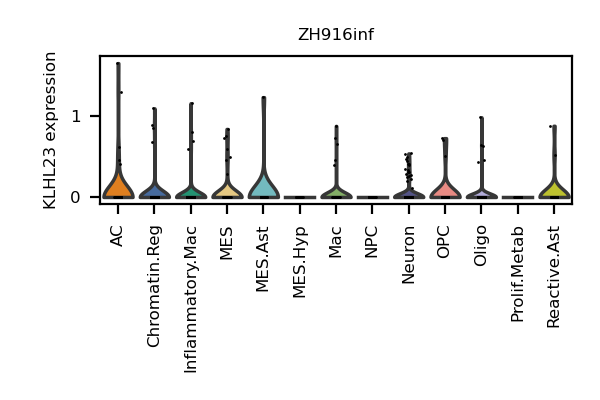 ZH916inf
KLHL23 expression
1
0
AC
Chromatin.Reg
Inflammatory.Mac
MES
MES.Ast
MES.Hyp
Mac
NPC
Neuron
OPC
Oligo
Prolif.Metab
Reactive.Ast